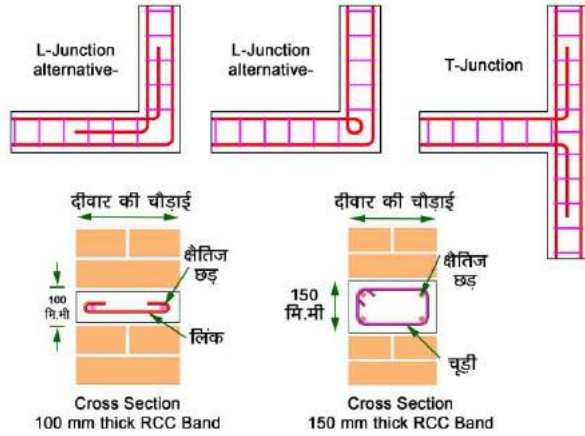 L-Junction
alternative-
L-Junction
alternative-
T-Junction
दीवार की चौड़ाई
क्षैतिज
छड़
100
मि.मी
लिंक
Cross Section
100 mm thick RCC Band
दीवार की चौड़ाई
क्षैतिज
छड़
150
मि.मी
चूड़ी
Cross Section
150 mm thick RCC Band